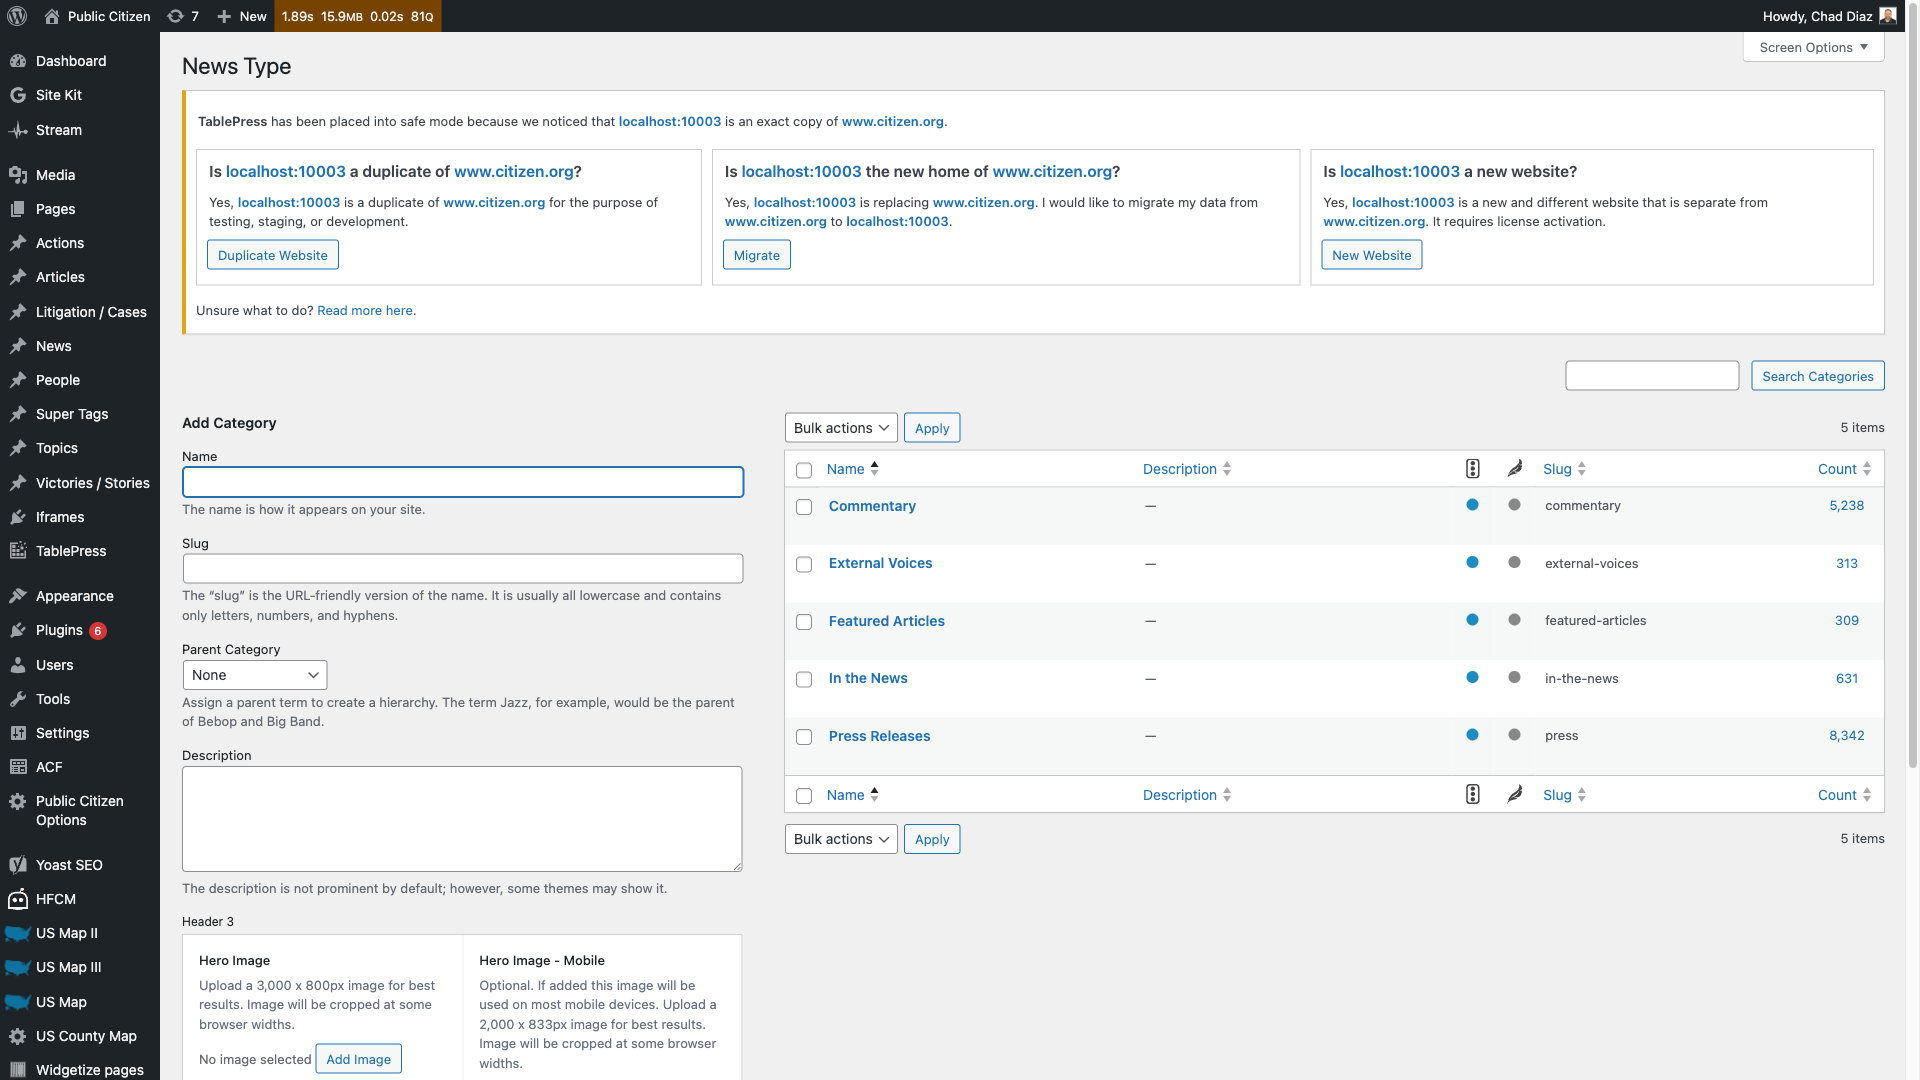 Public Citizen
7
New
1.89s 15.9MB 0.02s 81Q
Howdy, Chad Diaz
Screen Options
Dashboard
Site Kit
Stream
Media
Pages
Actions
Articles
Litigation / Cases
News
People
Super Tags
Topics
Victories / Stories
Iframes
TablePress
Appearance
Plugins 6
Users
Tools
Settings
ACF
Public Citizen
Options
Yoast SEO
HFCM
US Map II
US Map III
US Map
US County Map
Widgetize pages
News Type
TablePress has been placed into safe mode because we noticed that localhost:10003 is an exact copy of www.citizen.org.
Is localhost:10003 a duplicate of www.citizen.org?
Yes, localhost:10003 is a duplicate of www.citizen.org for the purpose of
testing, staging, or development.
Duplicate Website
Is localhost:10003 the new home of www.citizen.org?
Yes, localhost:10003 is replacing www.citizen.org. I would like to migrate my data from
www.citizen.org to localhost:10003.
Migrate
Is localhost:10003 a new website?
Yes, localhost:10003 is a new and different website that is separate from
www.citizen.org. It requires license activation.
New Website
Unsure what to do? Read more here.
Search Categories
Add Category
Name
The name is how it appears on your site.
Slug
The “slug” is the URL-friendly version of the name. It is usually all lowercase and contains
only letters, numbers, and hyphens.
Parent Category
None
Assign a parent term to create a hierarchy. The term Jazz, for example, would be the parent
of Bebop and Big Band.
Description
The description is not prominent by default; however, some themes may show it.
Header 3
Hero Image
Upload a 3,000 x 800px image for best
results. Image will be cropped at some
browser widths.
No image selected Add Image
Hero Image - Mobile
Optional. If added this image will be
used on most mobile devices. Upload a
2,000 x 833px image for best results.
Image will be cropped at some browser
widths.
Bulk actions Apply
5 items
Name Description Slug Count
Commentary — commentary 5,238
External Voices — external-voices 313
Featured Articles — featured-articles 309
In the News — in-the-news 631
Press Releases — press 8,342
Name Description Slug Count
Bulk actions Apply
5 items